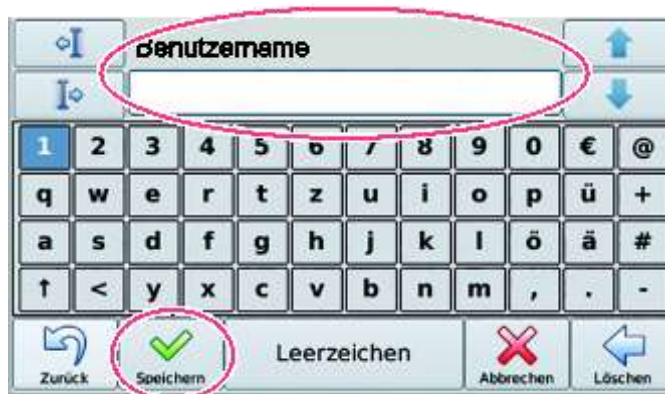 Benutzername
1 2 3 4 5 6 7 8 9 0 € @
q w e r t z u i o p ü +
a s d f g h j k l ö ä #
↑ < y x c v b n m , . -
Zurück Speichern Leerzeichen Abbrechen Löschen